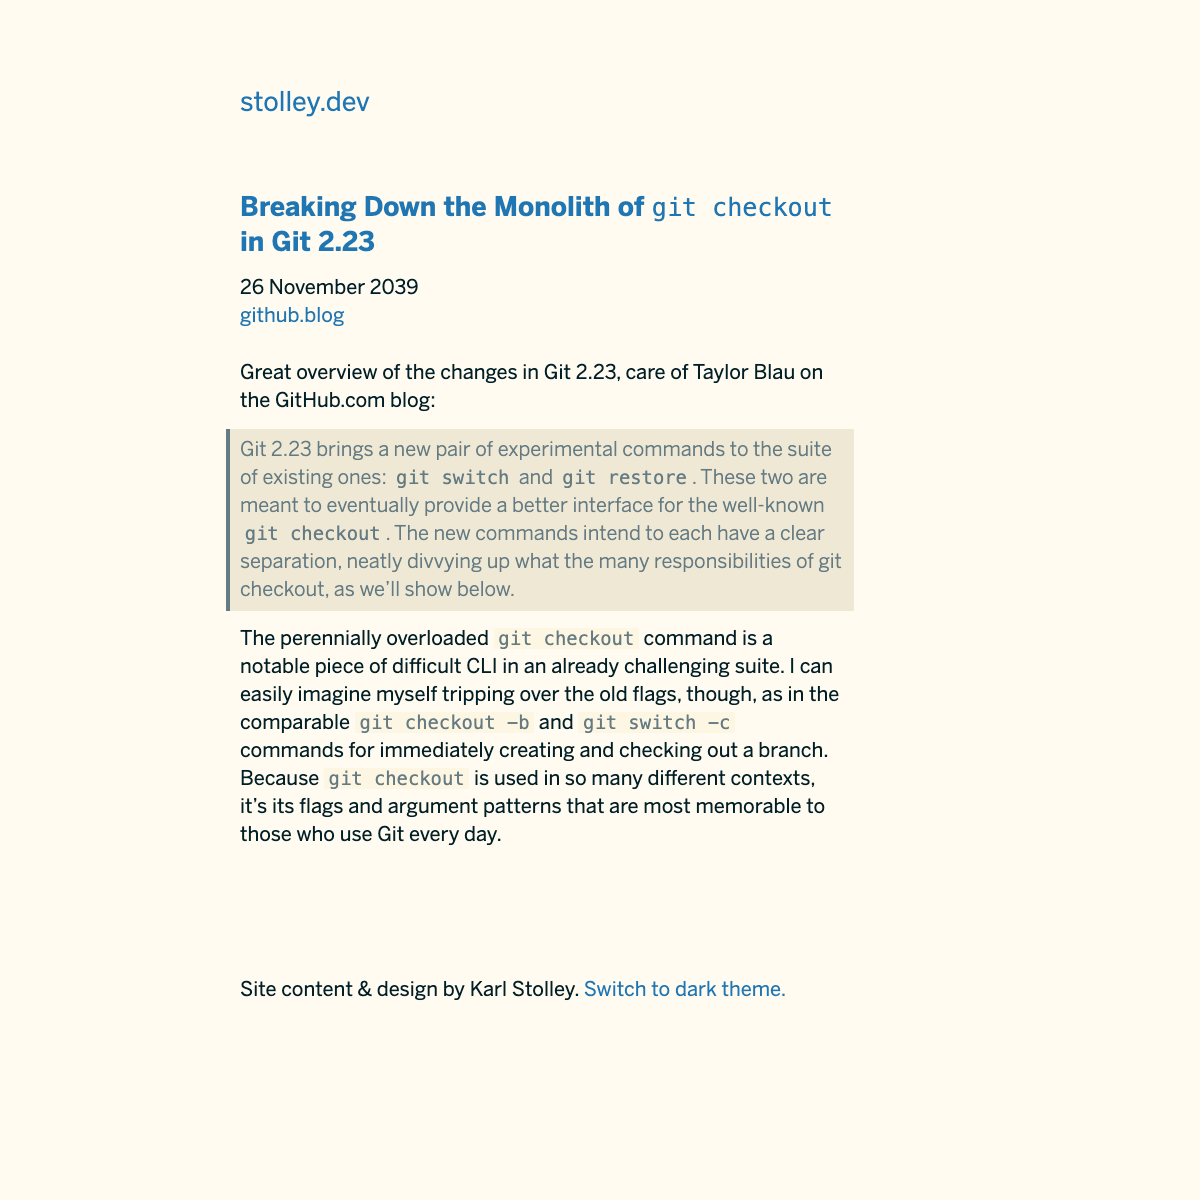 stolley.dev
Breaking Down the Monolith of git checkout
in Git 2.23
26 November 2039
github.blog
Great overview of the changes in Git 2.23, care of Taylor Blau on
the GitHub.com blog:
Git 2.23 brings a new pair of experimental commands to the suite
of existing ones: git switch and git restore. These two are
meant to eventually provide a better interface for the well-known
git checkout. The new commands intend to each have a clear
separation, neatly divvying up what the many responsibilities of git
checkout, as we’ll show below.
The perennially overloaded git checkout command is a
notable piece of difficult CLI in an already challenging suite. I can
easily imagine myself tripping over the old flags, though, as in the
comparable git checkout -b and git switch -c
commands for immediately creating and checking out a branch.
Because git checkout is used in so many different contexts,
it’s its flags and argument patterns that are most memorable to
those who use Git every day.
Site content & design by Karl Stolley. Switch to dark theme.